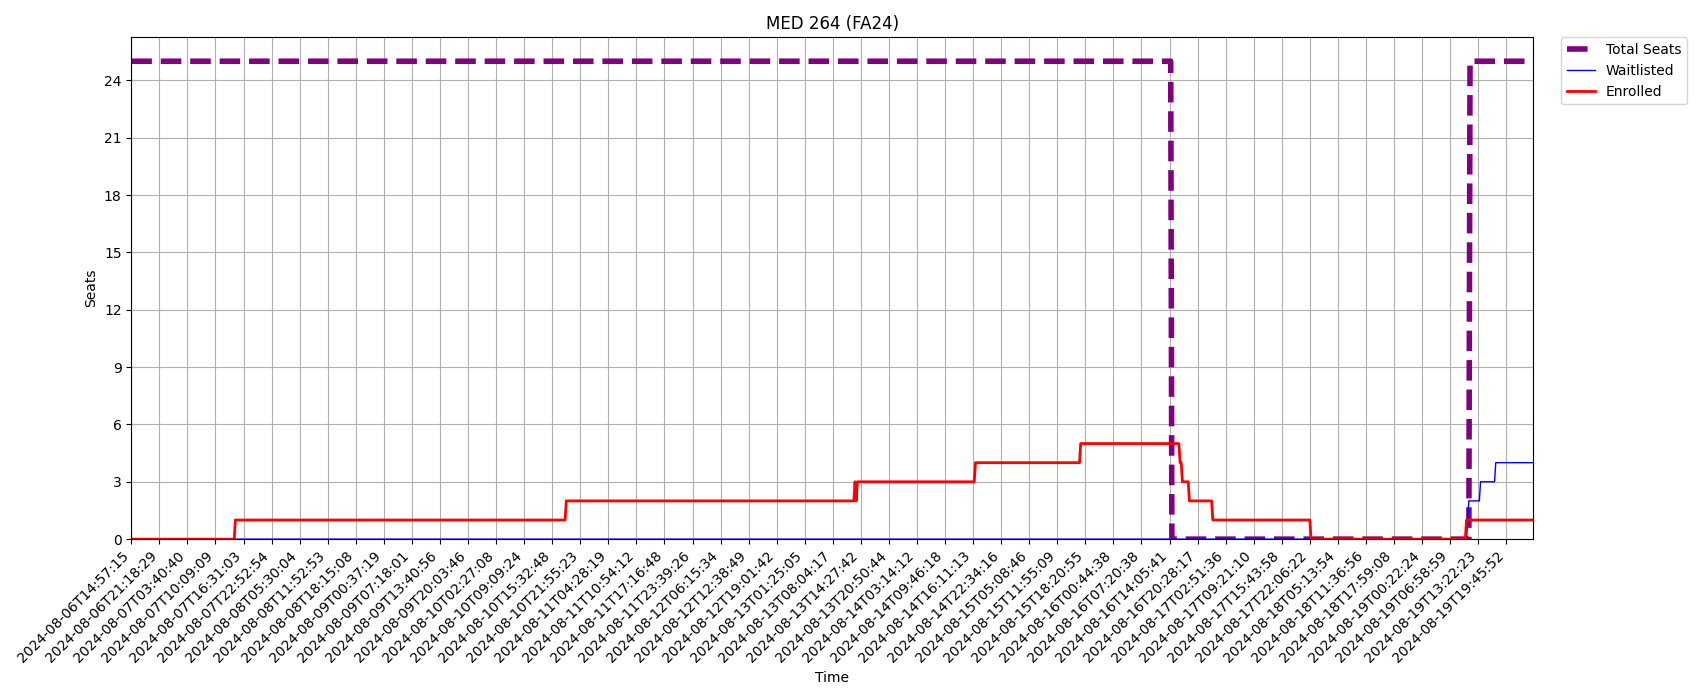 MED 264 (FA24)
Total Seats
Waitlisted
Enrolled
Seats
24
21
18
15
12
9
6
3
0
2024-08-06T14:57:15
2024-08-06T21:18:29
2024-08-07T03:40:40
2024-08-07T10:09:09
2024-08-07T16:31:03
2024-08-07T22:52:54
2024-08-08T05:30:04
2024-08-08T11:52:53
2024-08-08T18:15:08
2024-08-09T00:37:19
2024-08-09T07:18:01
2024-08-09T13:40:56
2024-08-09T20:03:46
2024-08-10T02:27:08
2024-08-10T09:09:24
2024-08-10T15:32:48
2024-08-10T21:55:23
2024-08-11T04:28:19
2024-08-11T10:54:12
2024-08-11T17:16:48
2024-08-11T23:39:26
2024-08-12T06:15:34
2024-08-12T12:38:49
2024-08-12T19:01:42
2024-08-13T01:25:05
2024-08-13T08:04:17
2024-08-13T14:27:42
2024-08-13T20:50:44
2024-08-14T03:14:12
2024-08-14T09:46:18
2024-08-14T16:11:13
2024-08-14T22:34:16
2024-08-15T05:08:46
2024-08-15T11:55:09
2024-08-15T18:20:55
2024-08-16T00:44:38
2024-08-16T07:20:38
2024-08-16T14:05:41
2024-08-16T20:28:17
2024-08-17T02:51:36
2024-08-17T09:21:10
2024-08-17T15:43:58
2024-08-17T22:06:22
2024-08-18T05:13:54
2024-08-18T11:36:56
2024-08-18T17:59:08
2024-08-19T00:22:24
2024-08-19T06:58:59
2024-08-19T13:22:23
2024-08-19T19:45:52
Time